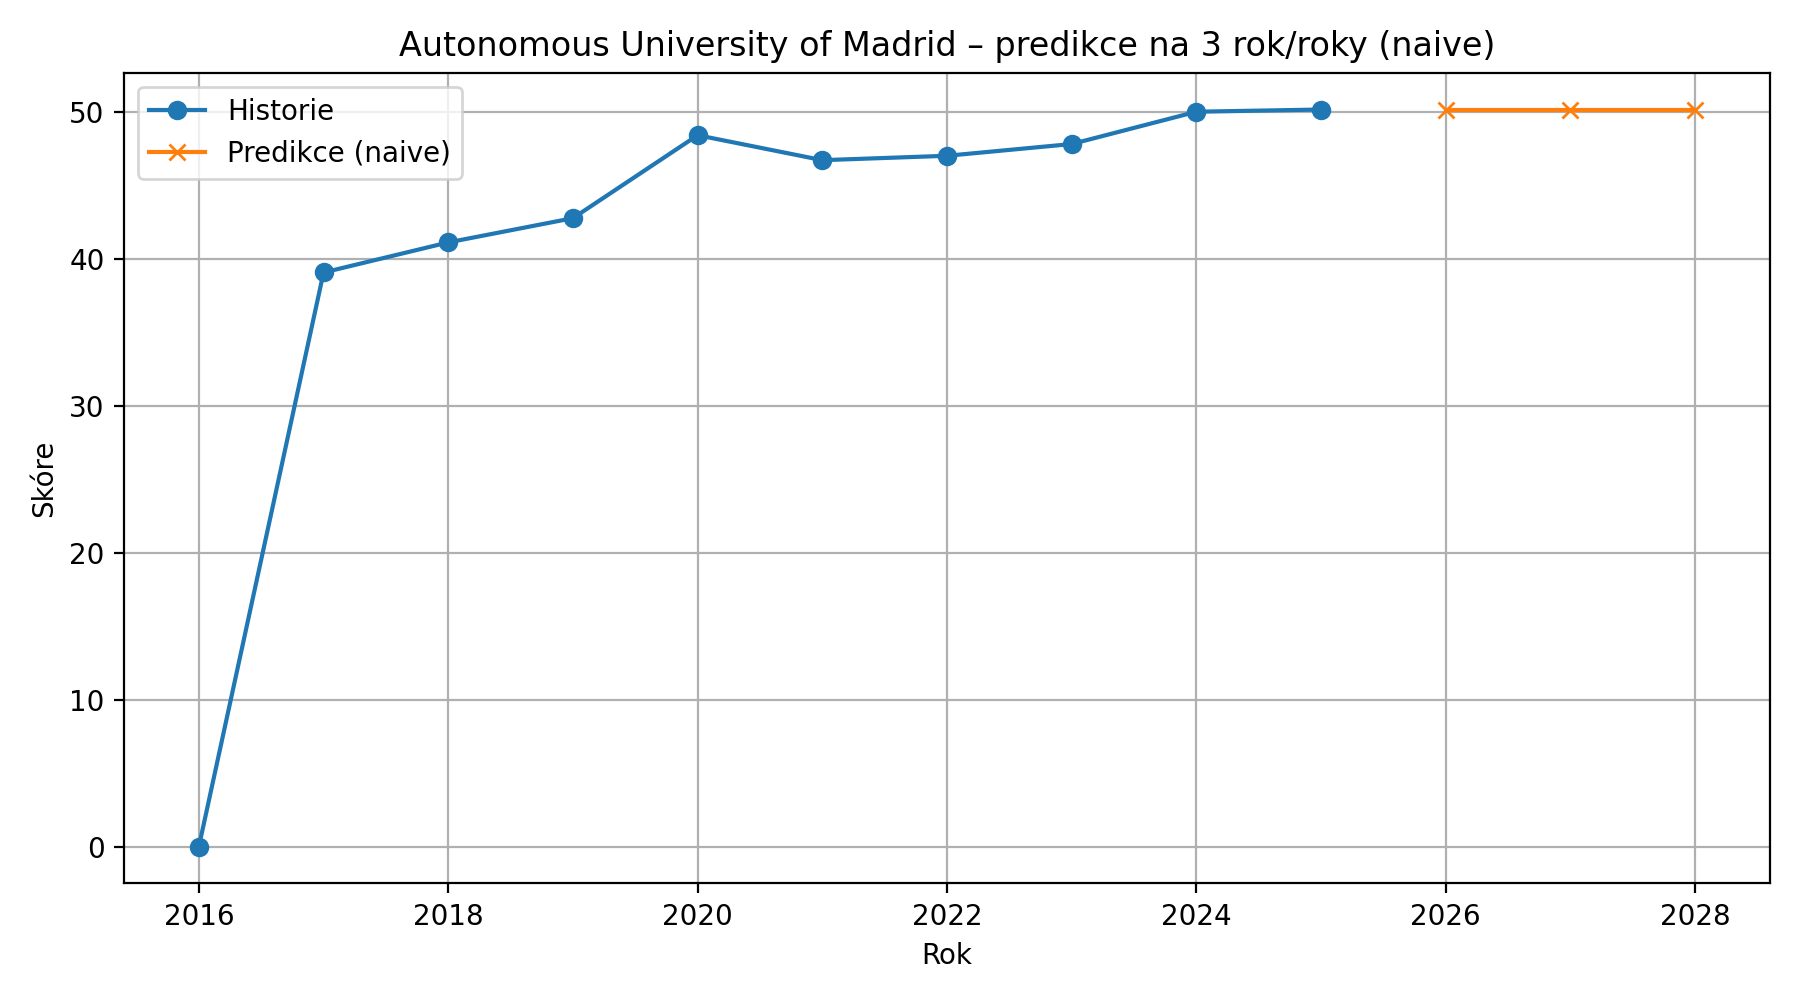 Autonomous University of Madrid – predikce na 3 rok/roky (naive)
Historie
Predikce (naive)
50
40
30
20
10
0
Skóre
2016 2018 2020 2022 2024 2026 2028
Rok